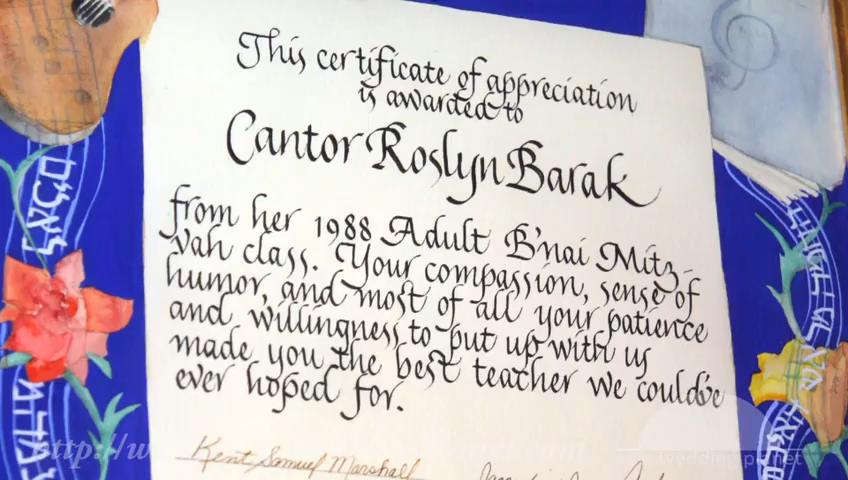 This certificate of appreciation
is awarded to
Cantor Roslyn Barak
from her 1988 Adult B'nai Mitz-
vah class. Your compassion, sense of
humor, and most of all your patience
and willingness to put up with us
made you the best teacher we could've
ever hoped for.
Kent Samuel Marshall